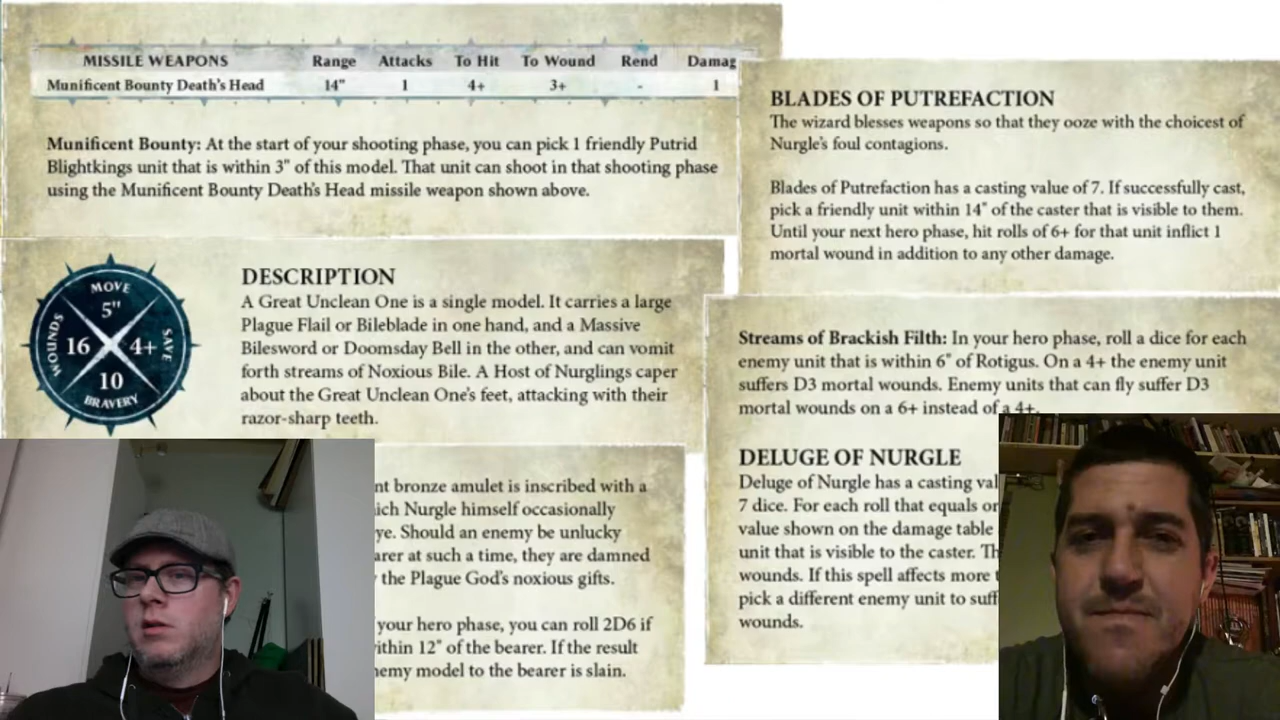 MISSILE WEAPONS Range Attacks To Hit To Wound Rend Damag
Munificent Bounty Death's Head 14" 1 4+ 3+ - 1
Munificent Bounty: At the start of your shooting phase, you can pick 1 friendly Putrid
Blightkings unit that is within 3" of this model. That unit can shoot in that shooting phase
using the Munificent Bounty Death's Head missile weapon shown above.
BLADES OF PUTREFACTION
The wizard blesses weapons so that they ooze with the choicest of
Nurgle's foul contagions.
Blades of Putrefaction has a casting value of 7. If successfully cast,
pick a friendly unit within 14" of the caster that is visible to them.
Until your next hero phase, hit rolls of 6+ for that unit inflict 1
mortal wound in addition to any other damage.
MOVE
5"
WOUNDS 16 4+ SAVE
10
BRAVERY
DESCRIPTION
A Great Unclean One is a single model. It carries a large
Plague Flail or Bileblade in one hand, and a Massive
Bilesword or Doomsday Bell in the other, and can vomit
forth streams of Noxious Bile. A Host of Nurglings caper
about the Great Unclean One's feet, attacking with their
razor-sharp teeth.
Streams of Brackish Filth: In your hero phase, roll a dice for each
enemy unit that is within 6" of Rotigus. On a 4+ the enemy unit
suffers D3 mortal wounds. Enemy units that can fly suffer D3
mortal wounds on a 6+ instead of a 4+.
DELUGE OF NURGLE
Deluge of Nurgle has a casting val
7 dice. For each roll that equals or
value shown on the damage table
unit that is visible to the caster. Th
wounds. If this spell affects more t
pick a different enemy unit to suff
wounds.
nt bronze amulet is inscribed with a
ich Nurgle himself occasionally
ye. Should an enemy be unlucky
arer at such a time, they are damned
the Plague God's noxious gifts.
your hero phase, you can roll 2D6 if
ithin 12" of the bearer. If the result
nemy model to the bearer is slain.